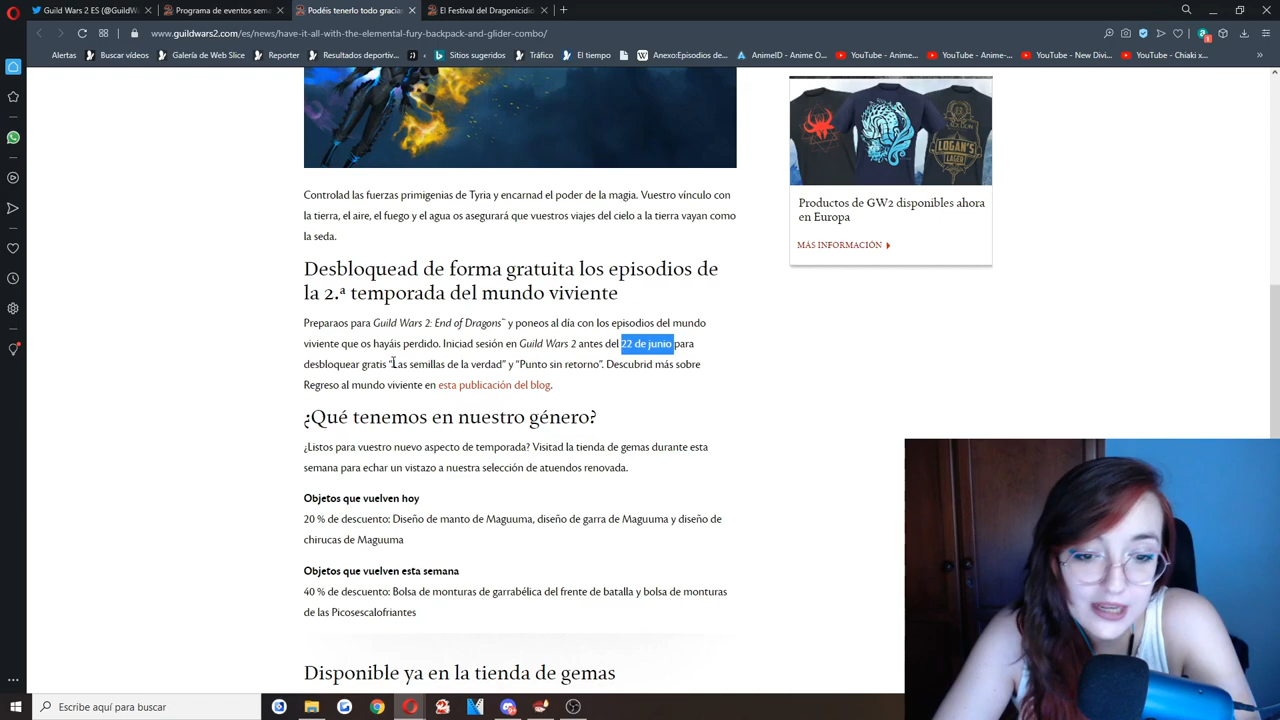 Guild Wars 2 ES (@GuildWa
Programa de eventos sema
Podéis tenerlo todo gracia
El Festival del Dragonicidio
www.guildwars2.com/es/news/have-it-all-with-the-elemental-fury-backpack-and-glider-combo/
Alertas
Buscar vídeos
Galería de Web Slice
Reporter
Resultados deportiv...
Sitios sugeridos
Tráfico
El tiempo
Anexo:Episodios de...
AnimeID - Anime O...
YouTube - Anime...
YouTube - New Divi...
YouTube - Chiaki x...
LOGAN'S
LAGER
Controlad las fuerzas primigenias de Tyria y encarnad el poder de la magia. Vuestro vínculo con
la tierra, el aire, el fuego y el agua os asegurará que vuestros viajes del cielo a la tierra vayan como
la seda.
Productos de GW2 disponibles ahora
en Europa
MÁS INFORMACIÓN
Desbloquead de forma gratuita los episodios de
la 2.ª temporada del mundo viviente
Preparaos para Guild Wars 2: End of Dragons™ y poneos al día con los episodios del mundo
viviente que os hayáis perdido. Iniciad sesión en Guild Wars 2 antes del 22 de junio para
desbloquear gratis "Las semillas de la verdad" y "Punto sin retorno". Descubrid más sobre
Regreso al mundo viviente en esta publicación del blog.
¿Qué tenemos en nuestro género?
¿Listos para vuestro nuevo aspecto de temporada? Visitad la tienda de gemas durante esta
semana para echar un vistazo a nuestra selección de atuendos renovada.
Objetos que vuelven hoy
20 % de descuento: Diseño de manto de Maguuma, diseño de garra de Maguuma y diseño de
chirucas de Maguuma
Objetos que vuelven esta semana
40 % de descuento: Bolsa de monturas de garrabélica del frente de batalla y bolsa de monturas
de las Picosescalofriantes
Disponible ya en la tienda de gemas
Escribe aquí para buscar